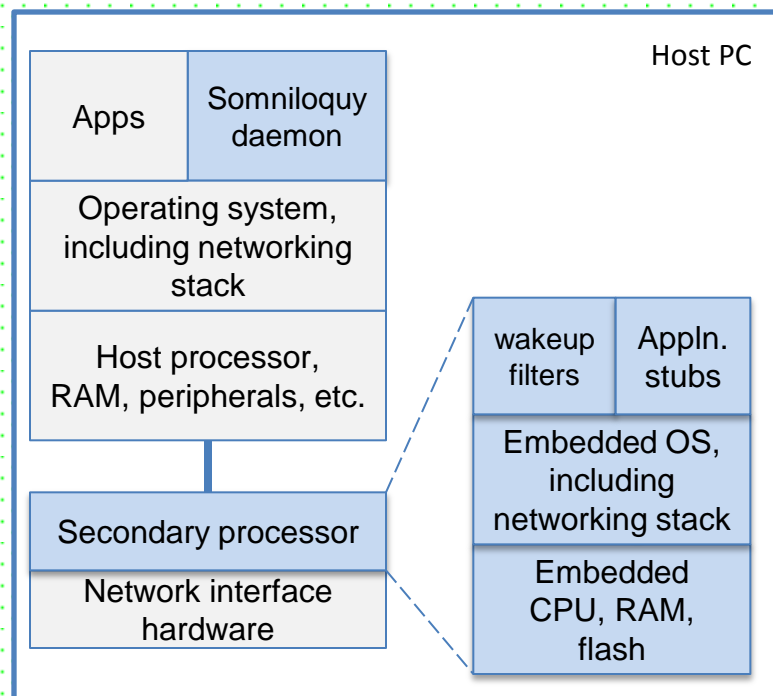 Host PC
Apps
Somniloquy
daemon
Operating system,
including networking
stack
Host processor,
RAM, peripherals, etc.
Secondary processor
Network interface
hardware
wakeup
filters
Appln.
stubs
Embedded OS,
including
networking stack
Embedded
CPU, RAM,
flash